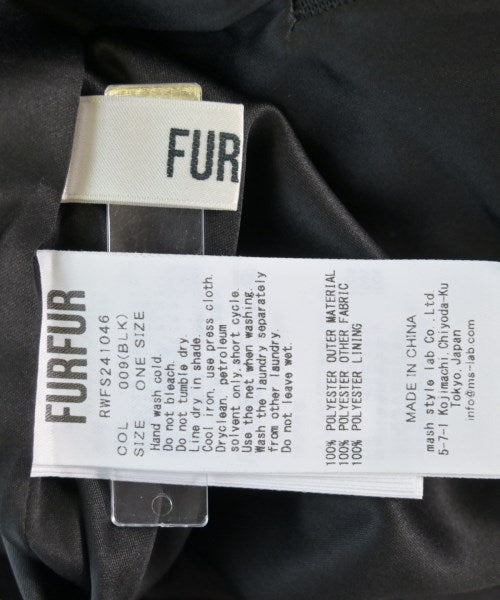 FUR
FURFUR
RWFS241046
COL 009(BLK)
SIZE ONE SIZE
Hand wash cold.
Do not bleach.
Do not tumble dry.
Line dry in shade.
Cool iron, use press cloth.
Dryclean, petroleum
solvent only,short cycle.
Use the net when washing.
Wash the laundry separately
from other laundry.
Do not leave wet.
100% POLYESTER OUTER MATERIAL
100% POLYESTER OTHER FABRIC
100% POLYESTER LINING
MADE IN CHINA
mash style lab Co. Ltd.
5-7-1 Kojimachi, Chiyoda-Ku
Tokyo, Japan
info@ms-lab.com